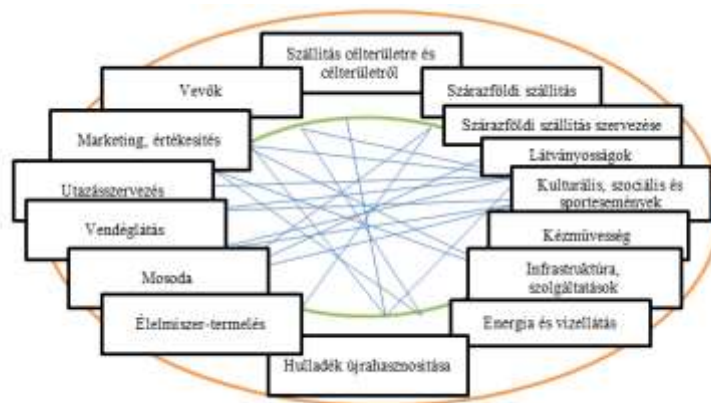 Szállítás célterületre és
célterületről
Vevők
Szárazföldi szállítás
Marketing, értékesítés
Szárazföldi szállítás szervezése
Látványosságok
Utazásszervezés
Kulturális, szociális és
sportesemények
Vendéglátás
Kézművesség
Mosoda
Infrastruktúra,
szolgáltatások
Élelmiszer-termelés
Energia és vízellátás
Hulladék újrahasznosítása